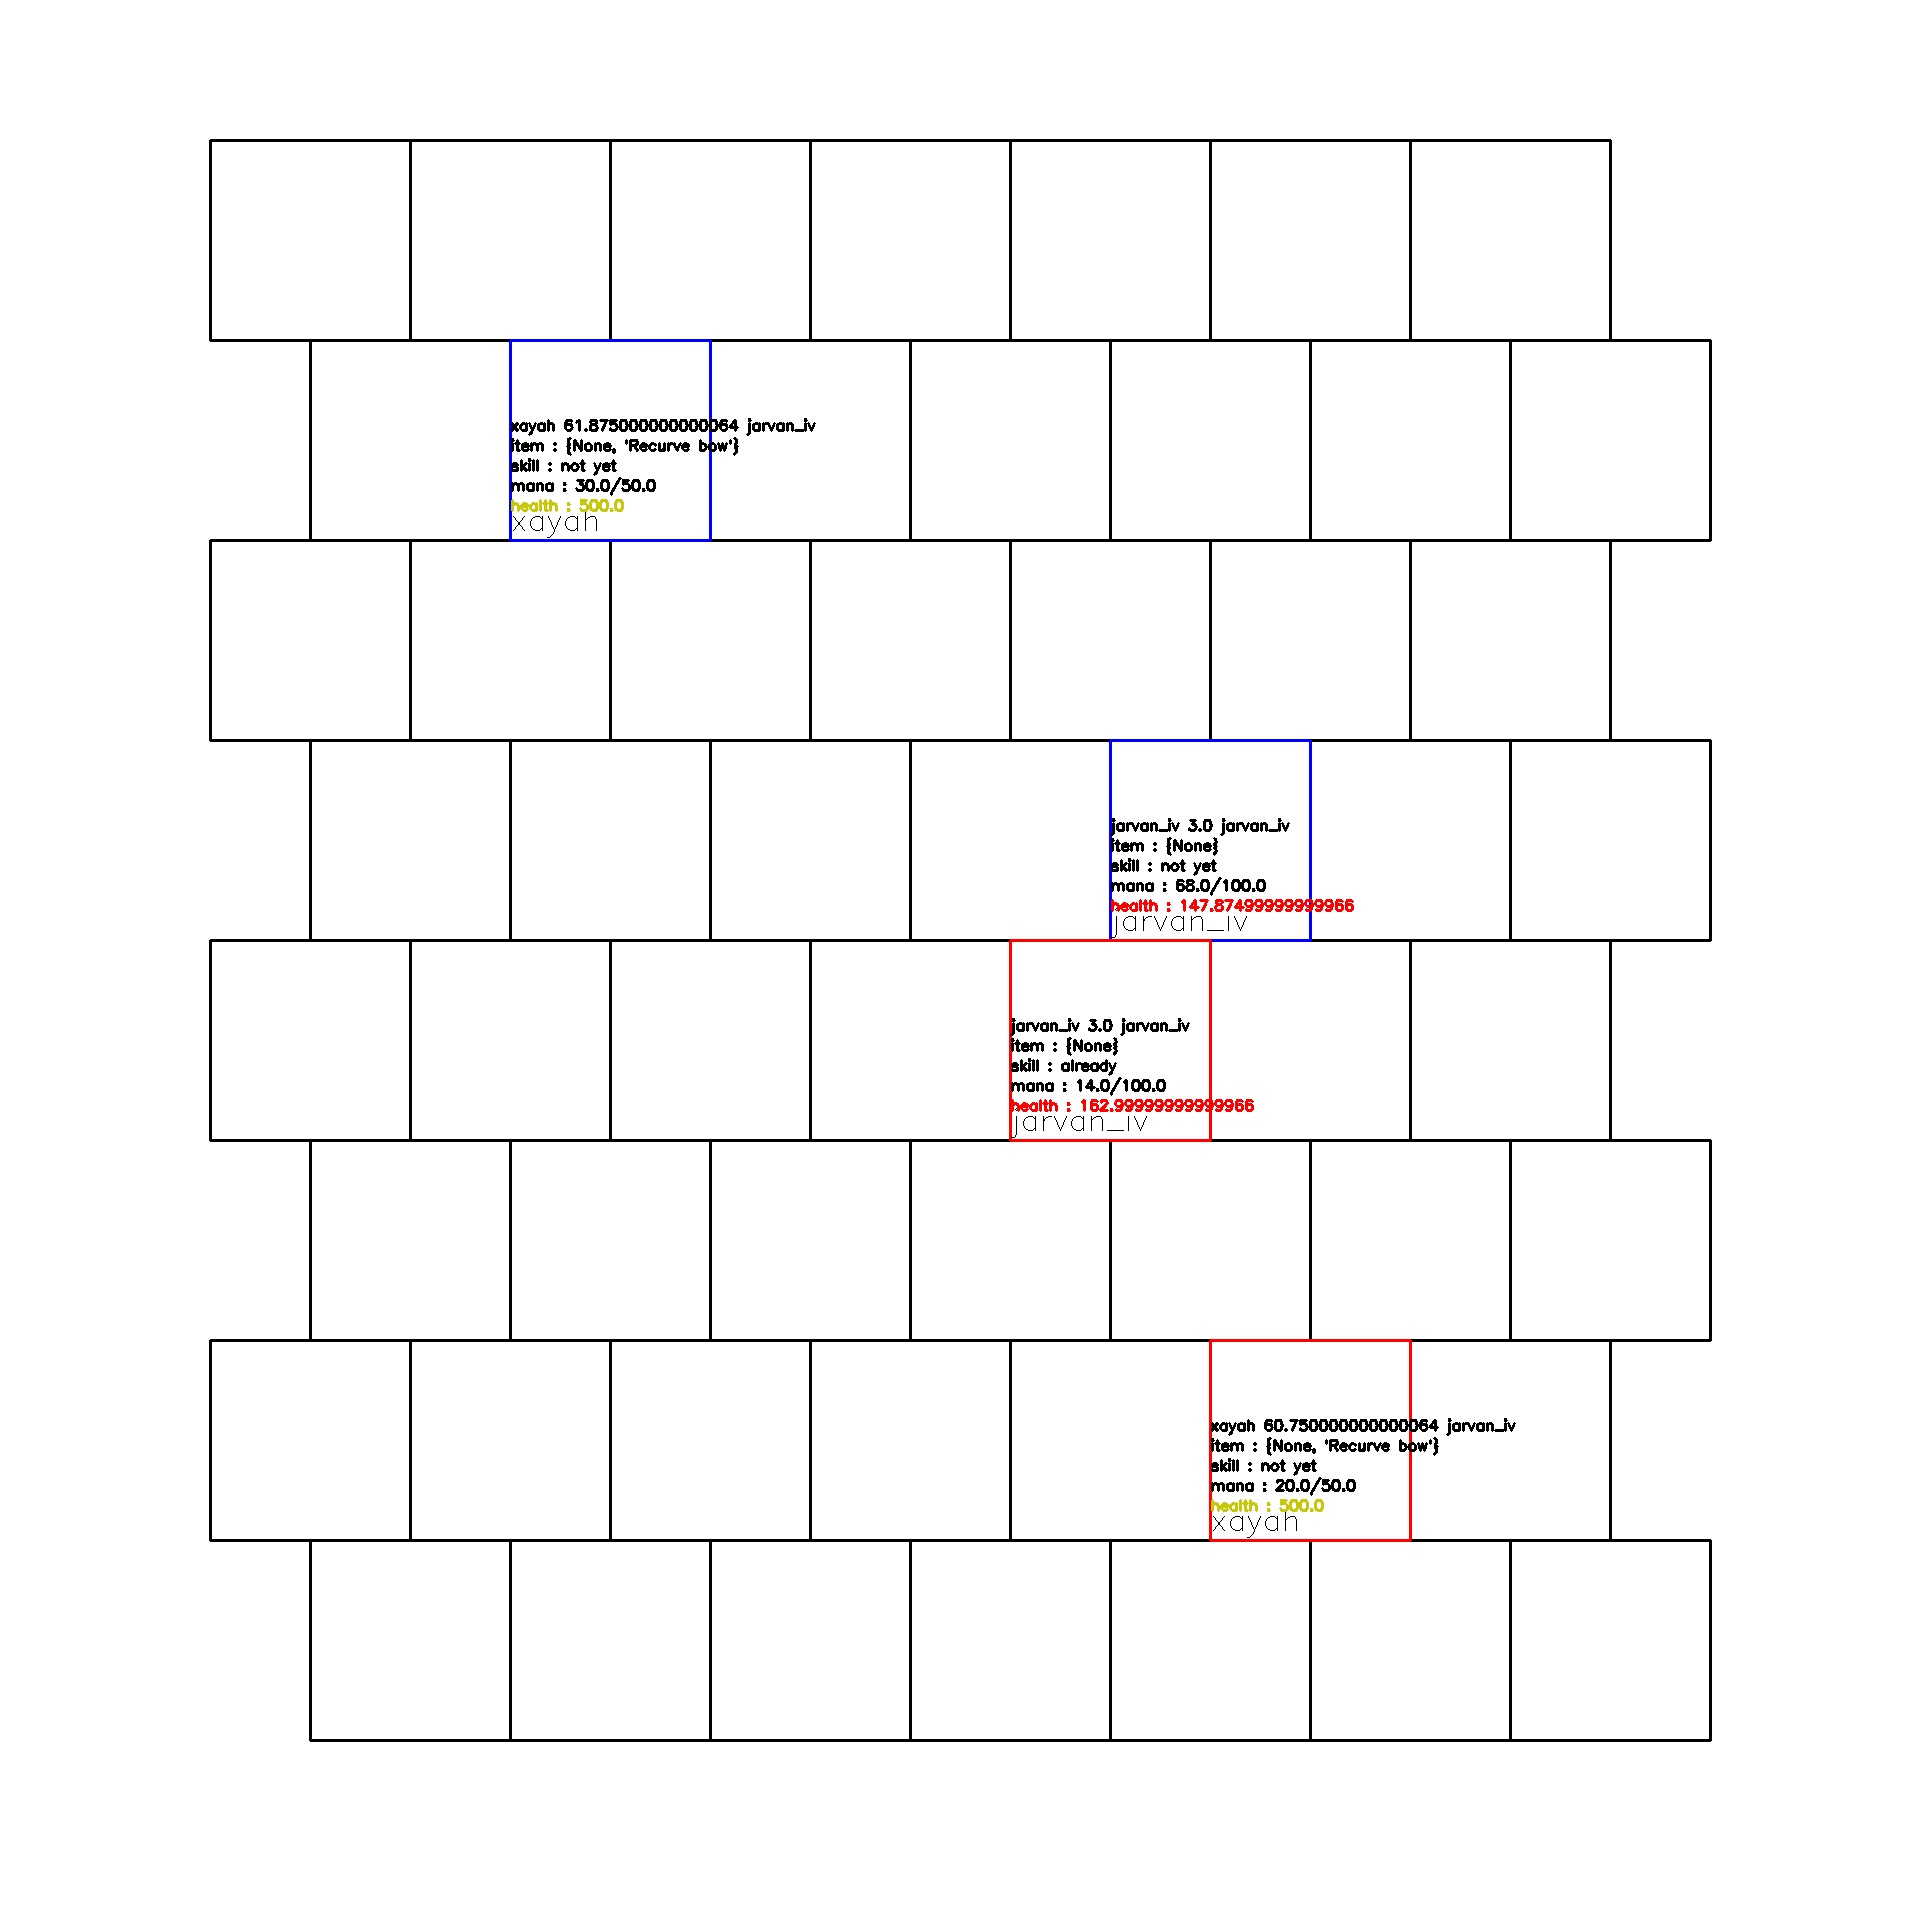 xayah 61.875000000000064 jarvan_iv
item : {None, 'Recurve bow'}
skill : not yet
mana : 30.0/50.0
health : 500.0
xayah
jarvan_iv 3.0 jarvan_iv
item : {None}
skill : not yet
mana : 68.0/100.0
health : 147.87499999999966
jarvan_iv
jarvan_iv 3.0 jarvan_iv
item : {None}
skill : already
mana : 14.0/100.0
health : 162.99999999999966
jarvan_iv
xayah 60.750000000000064 jarvan_iv
item : {None, 'Recurve bow'}
skill : not yet
mana : 20.0/50.0
health : 500.0
xayah